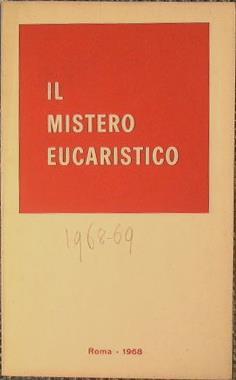 IL
MISTERO
EUCARISTICO
1968-69
Roma - 1968